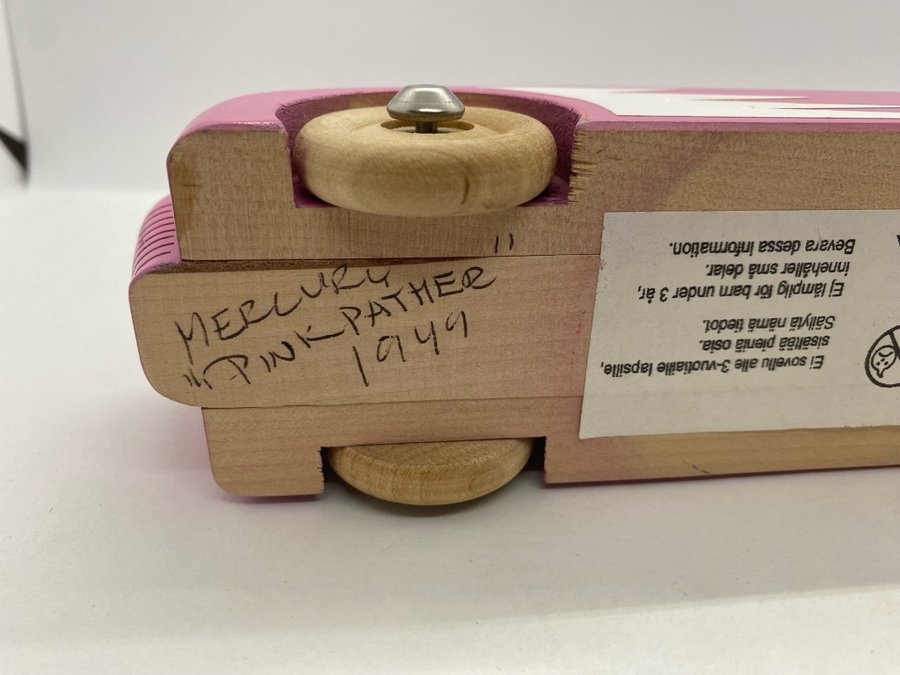 MERCURY
"PINKPATHER"
1949
Ei sovellu alle 3-vuotiaille lapsille,
sisältää pieniä osia.
Säilytä nämä tiedot.
Ej lämplig för barn under 3 år,
innehåller små delar.
Bevara dessa information.